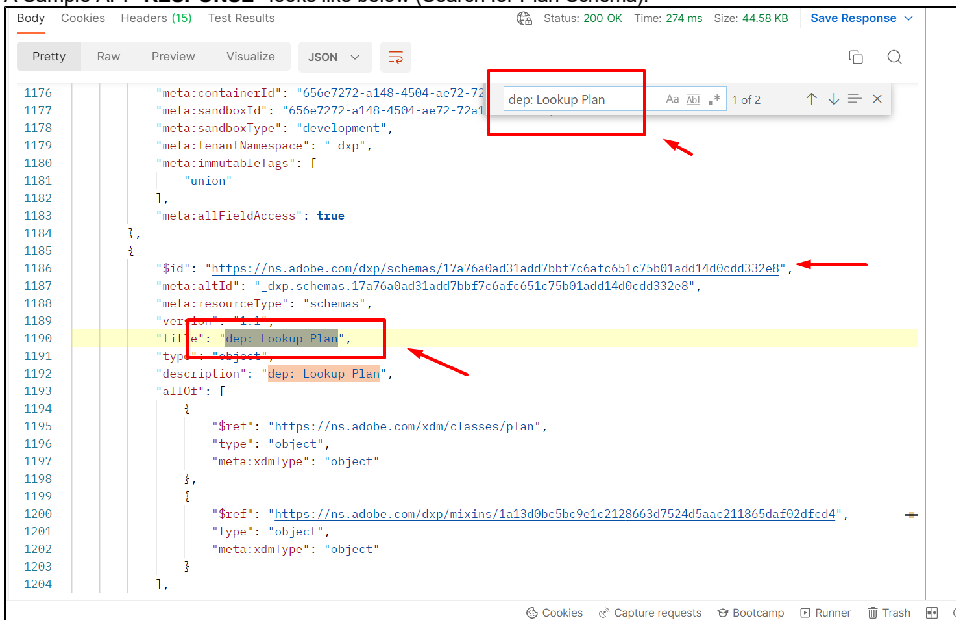 A Sample API "RESPONSE" looks like below (Search for Plan Schema):
Body Cookies Headers (15) Test Results Status: 200 OK Time: 274 ms Size: 44.58 KB Save Response
Pretty Raw Preview Visualize JSON
dep: Lookup Plan Aa Abl .* 1 of 2
1176 "meta:containerId": "656e7272-a148-4504-ae72-72
1177 "meta:sandboxId": "656e7272-a148-4504-ae72-72a1
1178 "meta:sandboxType": "development",
1179 "meta:tenantNamespace": "_dxp",
1180 "meta:immutableTags": [
1181 "union"
1182 ],
1183 "meta:allFieldAccess": true
1184 },
1185 {
1186 "$id": "https://ns.adobe.com/dxp/schemas/17a76a0ad31add7bbf7c6afc651c75b01add14d0cdd332e8",
1187 "meta:altId": "_dxp.schemas.17a76a0ad31add7bbf7c6afc651c75b01add14d0cdd332e8",
1188 "meta:resourceType": "schemas",
1189 "version": "1.1",
1190 "title": "dep: Lookup Plan",
1191 "type": "object",
1192 "description": "dep: Lookup Plan",
1193 "allOf": [
1194 {
1195 "$ref": "https://ns.adobe.com/xdm/classes/plan",
1196 "type": "object",
1197 "meta:xdmType": "object"
1198 },
1199 {
1200 "$ref": "https://ns.adobe.com/dxp/mixins/1a13d0bc5bc9e1c2128663d7524d5aac211865daf02dfcd4",
1201 "type": "object",
1202 "meta:xdmType": "object"
1203 }
1204 ],
Cookies Capture requests Bootcamp Runner Trash